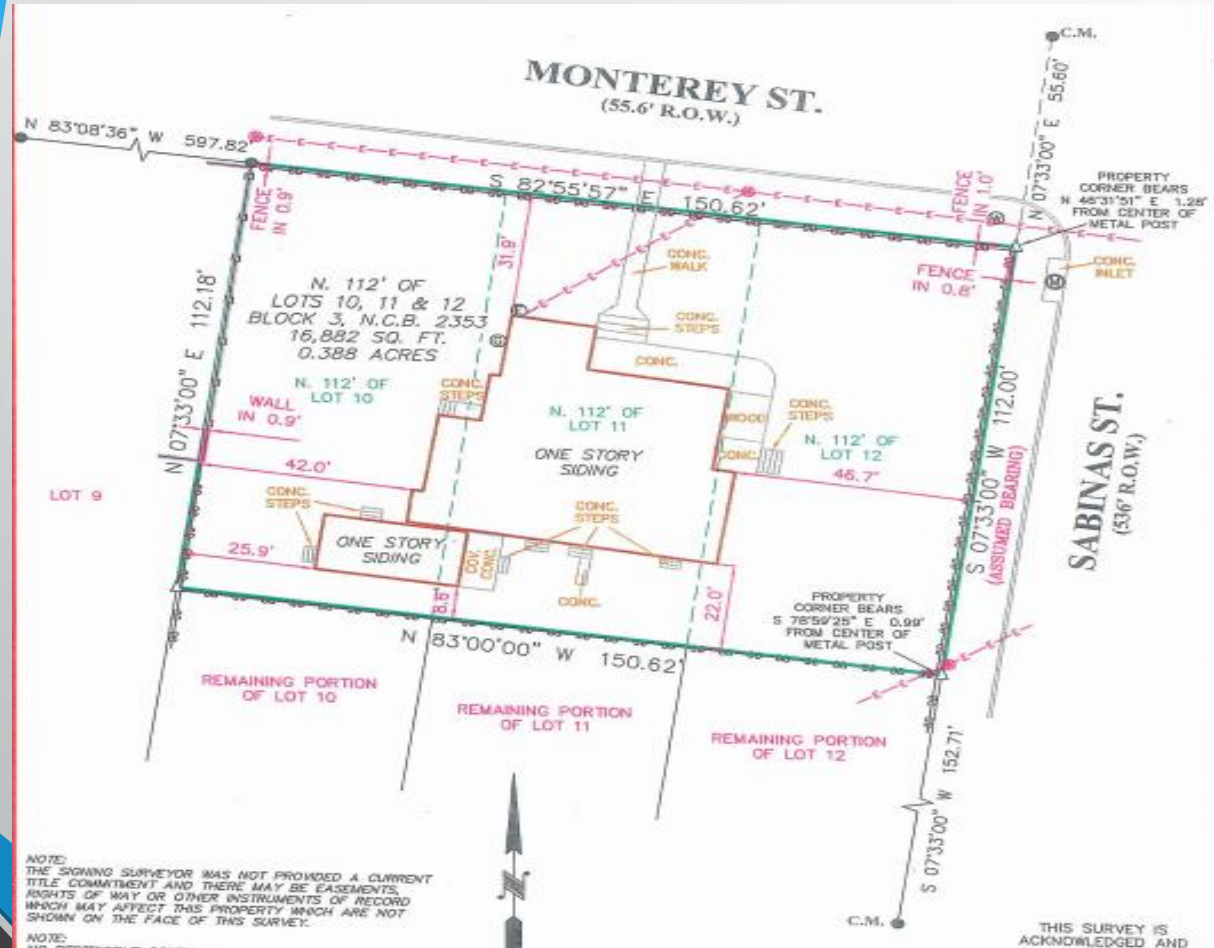 C.M.
MONTEREY ST.
(55.6' R.O.W.)
N 07°33'00" E 55.60'
N 83°08'36" W 597.82'
S 82°55'57" E 150.62'
FENCE
IN 0.9'
FENCE
IN 1.0'
PROPERTY
CORNER BEARS
N 46°31'51" E 1.28'
FROM CENTER OF
METAL POST
CONC.
INLET
FENCE
IN 0.8'
31.9'
CONC.
WALK
N. 112' OF
LOTS 10, 11 & 12
BLOCK 3, N.C.B. 2353
16,882 SQ. FT.
0.388 ACRES
N 07°33'00" E 112.18'
CONC.
STEPS
CONC.
N. 112' OF
LOT 10
CONC.
STEPS
WALL
IN 0.9'
N. 112' OF
LOT 11
WOOD
CONC.
STEPS
N. 112' OF
LOT 12
CONC.
ONE STORY
SIDING
42.0'
46.7'
S 07°33'00" W 112.00'
(ASSUMED BEARING)
SABINAS ST.
(536' R.O.W.)
LOT 9
CONC.
STEPS
CONC.
STEPS
ONE STORY
SIDING
COV.
CONC.
25.9'
CONC.
22.0'
PROPERTY
CORNER BEARS
S 78°59'25" E 0.99'
FROM CENTER OF
METAL POST
N 83°00'00" W 150.62'
REMAINING PORTION
OF LOT 10
REMAINING PORTION
OF LOT 11
REMAINING PORTION
OF LOT 12
S 07°33'00" W 152.71'
N
C.M.
NOTE:
THE SIGNING SURVEYOR WAS NOT PROVIDED A CURRENT
TITLE COMMITMENT AND THERE MAY BE EASEMENTS,
RIGHTS OF WAY OR OTHER INSTRUMENTS OF RECORD
WHICH MAY AFFECT THIS PROPERTY WHICH ARE NOT
SHOWN ON THE FACE OF THIS SURVEY.
NOTE:
THIS SURVEY IS
ACKNOWLEDGED AND